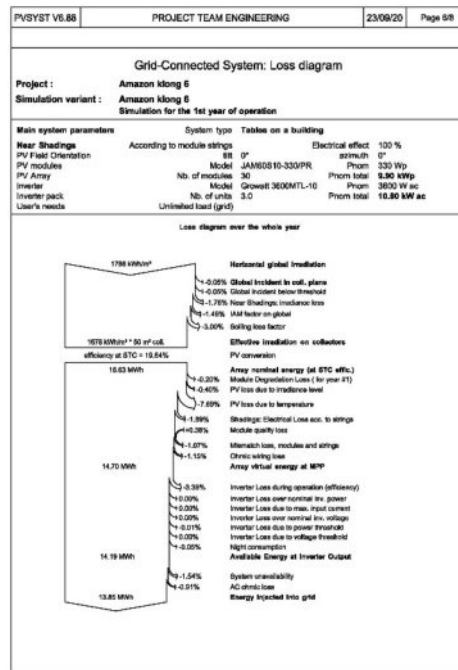 PVSYST V6.88 PROJECT TEAM ENGINEERING 23/09/20 Page 6/8
Grid-Connected System: Loss diagram
Project : Amazon klong 6
Simulation variant : Amazon klong 6
Simulation for the 1st year of operation
Main system parameters System type Tables on a building
Near Shadings According to module strings Electrical effect 100 %
PV Field Orientation tilt 0° azimuth 0°
PV modules Model JAM60S10-330/PR Pnom 330 Wp
PV Array Nb. of modules 30 Pnom total 9.90 kWp
Inverter Model Growatt 3600MTL-10 Pnom 3600 W ac
Inverter pack Nb. of units 3.0 Pnom total 10.80 kW ac
User's needs Unlimited load (grid)
Loss diagram over the whole year
1798 kWh/m² Horizontal global irradiation
-0.05% Global incident in coll. plane
-0.05% Global incident below threshold
-1.76% Near Shadings: irradiance loss
-1.49% IAM factor on global
-3.00% Soiling loss factor
1678 kWh/m² * 50 m² coll. Effective irradiation on collectors
efficiency at STC = 19.84% PV conversion
16.63 MWh Array nominal energy (at STC effic.)
-0.20% Module Degradation Loss ( for year #1)
-0.40% PV loss due to irradiance level
-7.69% PV loss due to temperature
-1.89% Shadings: Electrical Loss acc. to strings
+0.38% Module quality loss
-1.07% Mismatch loss, modules and strings
-1.13% Ohmic wiring loss
14.70 MWh Array virtual energy at MPP
-3.39% Inverter Loss during operation (efficiency)
0.00% Inverter Loss over nominal inv. power
0.00% Inverter Loss due to max. input current
0.00% Inverter Loss over nominal inv. voltage
-0.01% Inverter Loss due to power threshold
0.00% Inverter Loss due to voltage threshold
-0.05% Night consumption
14.19 MWh Available Energy at Inverter Output
-1.54% System unavailability
-0.91% AC ohmic loss
13.85 MWh Energy injected into grid